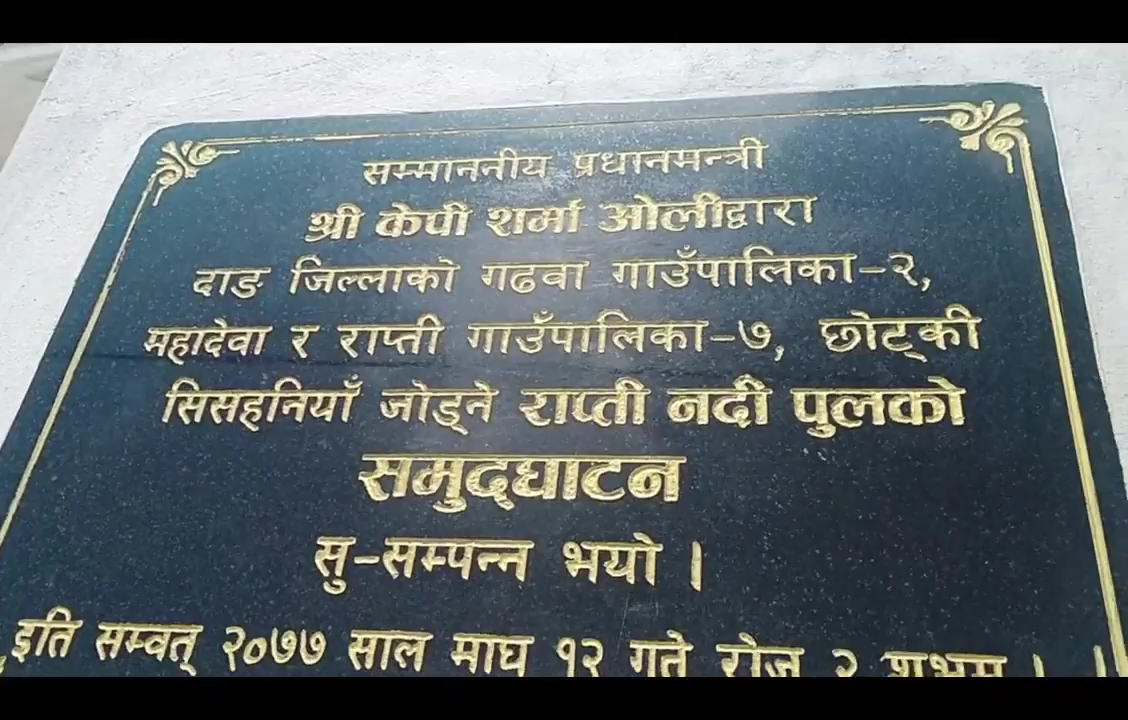 सम्माननीय प्रधानमन्त्री
श्री केपी शर्मा ओलीद्वारा
दाङ जिल्लाको गढवा गाउँपालिका-२,
महादेवा र राप्ती गाउँपालिका-७, छोट्की
सिसहनियाँ जोड्ने राप्ती नदी पुलको
समुद्घाटन
सु-सम्पन्न भयो ।
इति सम्वत् २०७७ साल माघ १२ गते रोज २ शुभम् ।